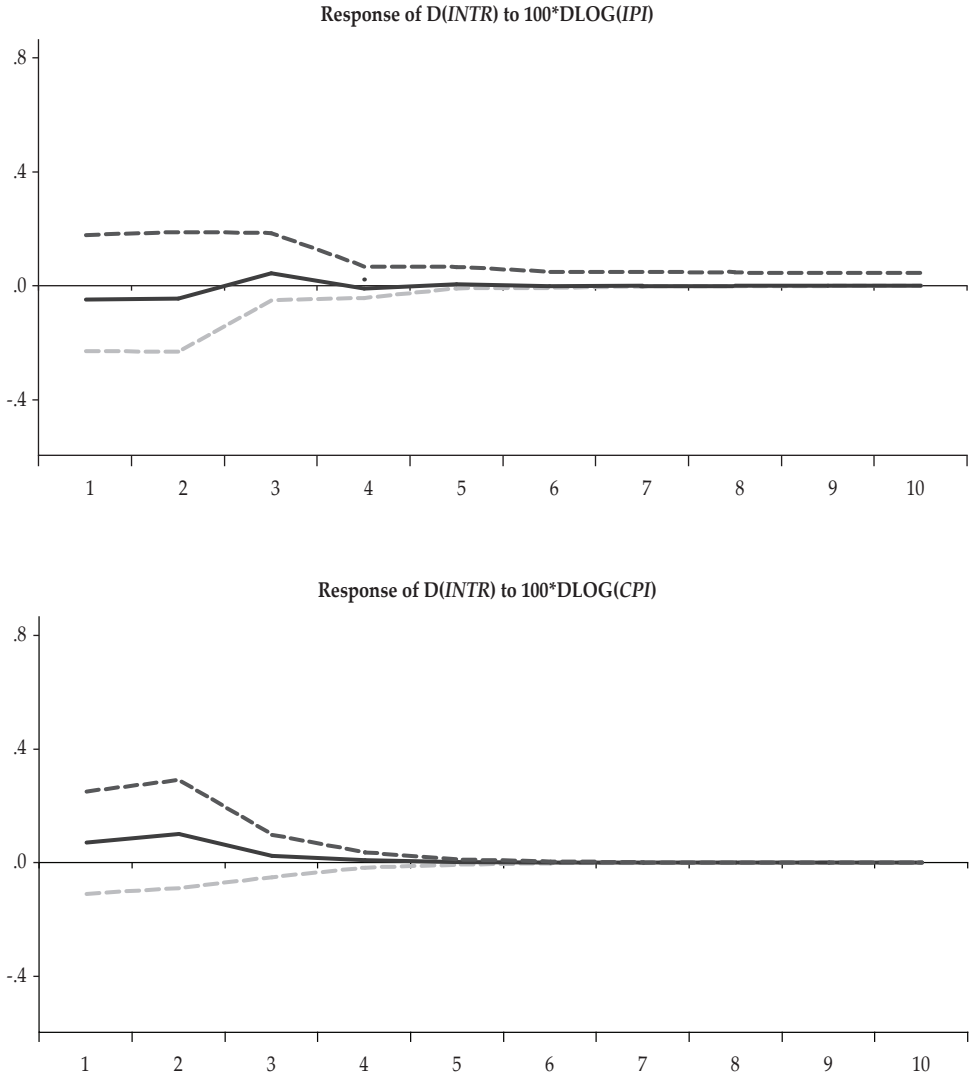 Response of D(INTR) to 100*DLOG(IPI)
.8
.4
.0
-.4
1 2 3 4 5 6 7 8 9 10
Response of D(INTR) to 100*DLOG(CPI)
.8
.4
.0
-.4
1 2 3 4 5 6 7 8 9 10